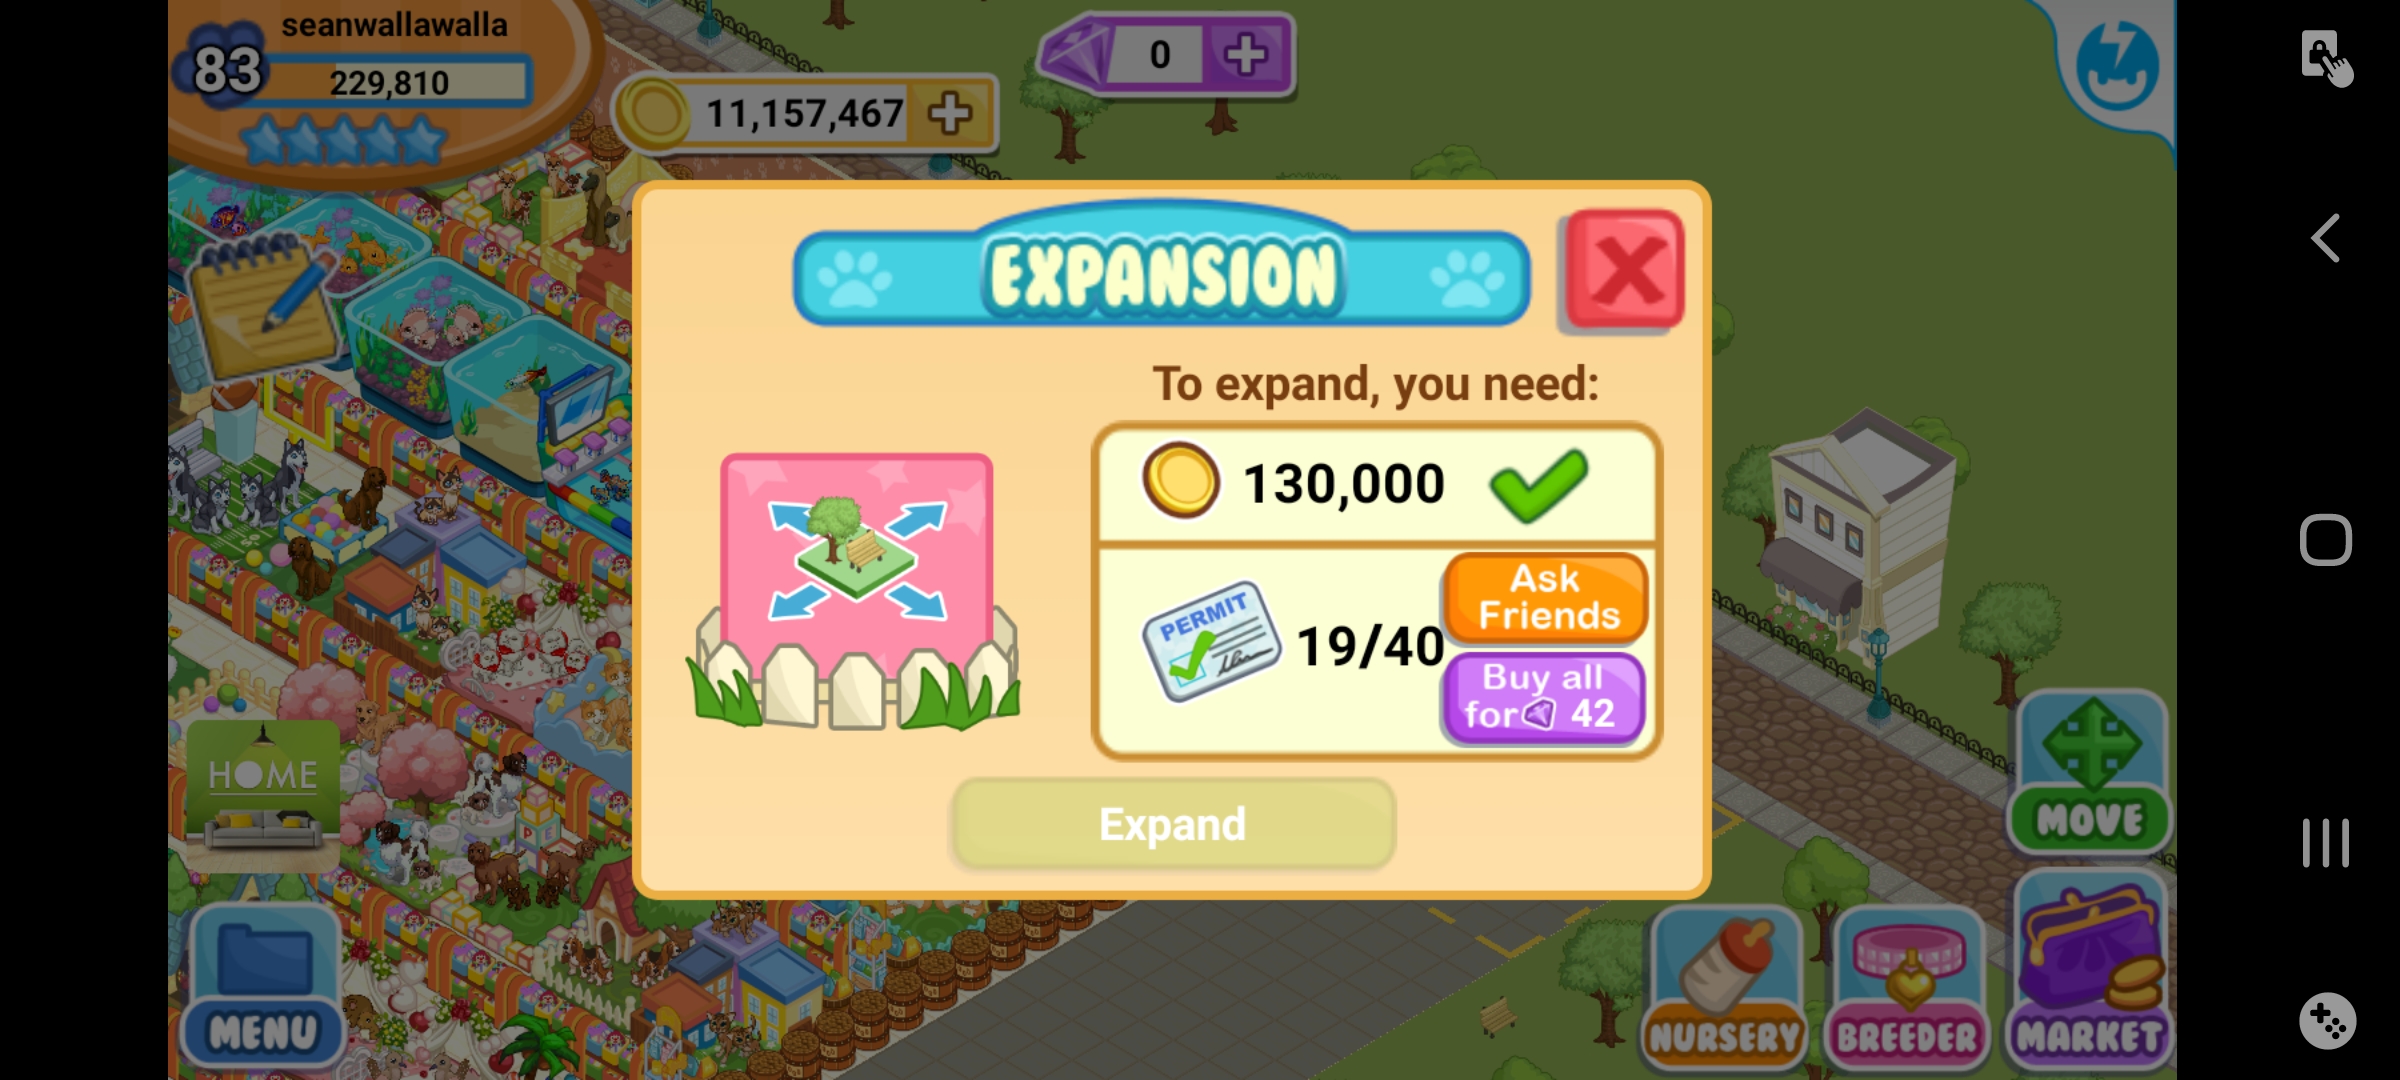 seanwallawalla
83
229,810
11,157,467
0
EXPANSION
To expand, you need:
130,000
PERMIT
19/40
Ask
Friends
Buy all
for 42
Expand
HOME
MENU
MOVE
NURSERY
BREEDER
MARKET